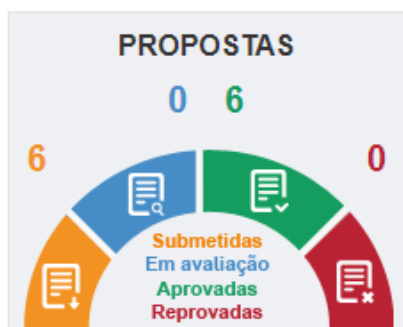 PROPOSTAS
0 6
6 0
Submetidas
Em avaliação
Aprovadas
Reprovadas